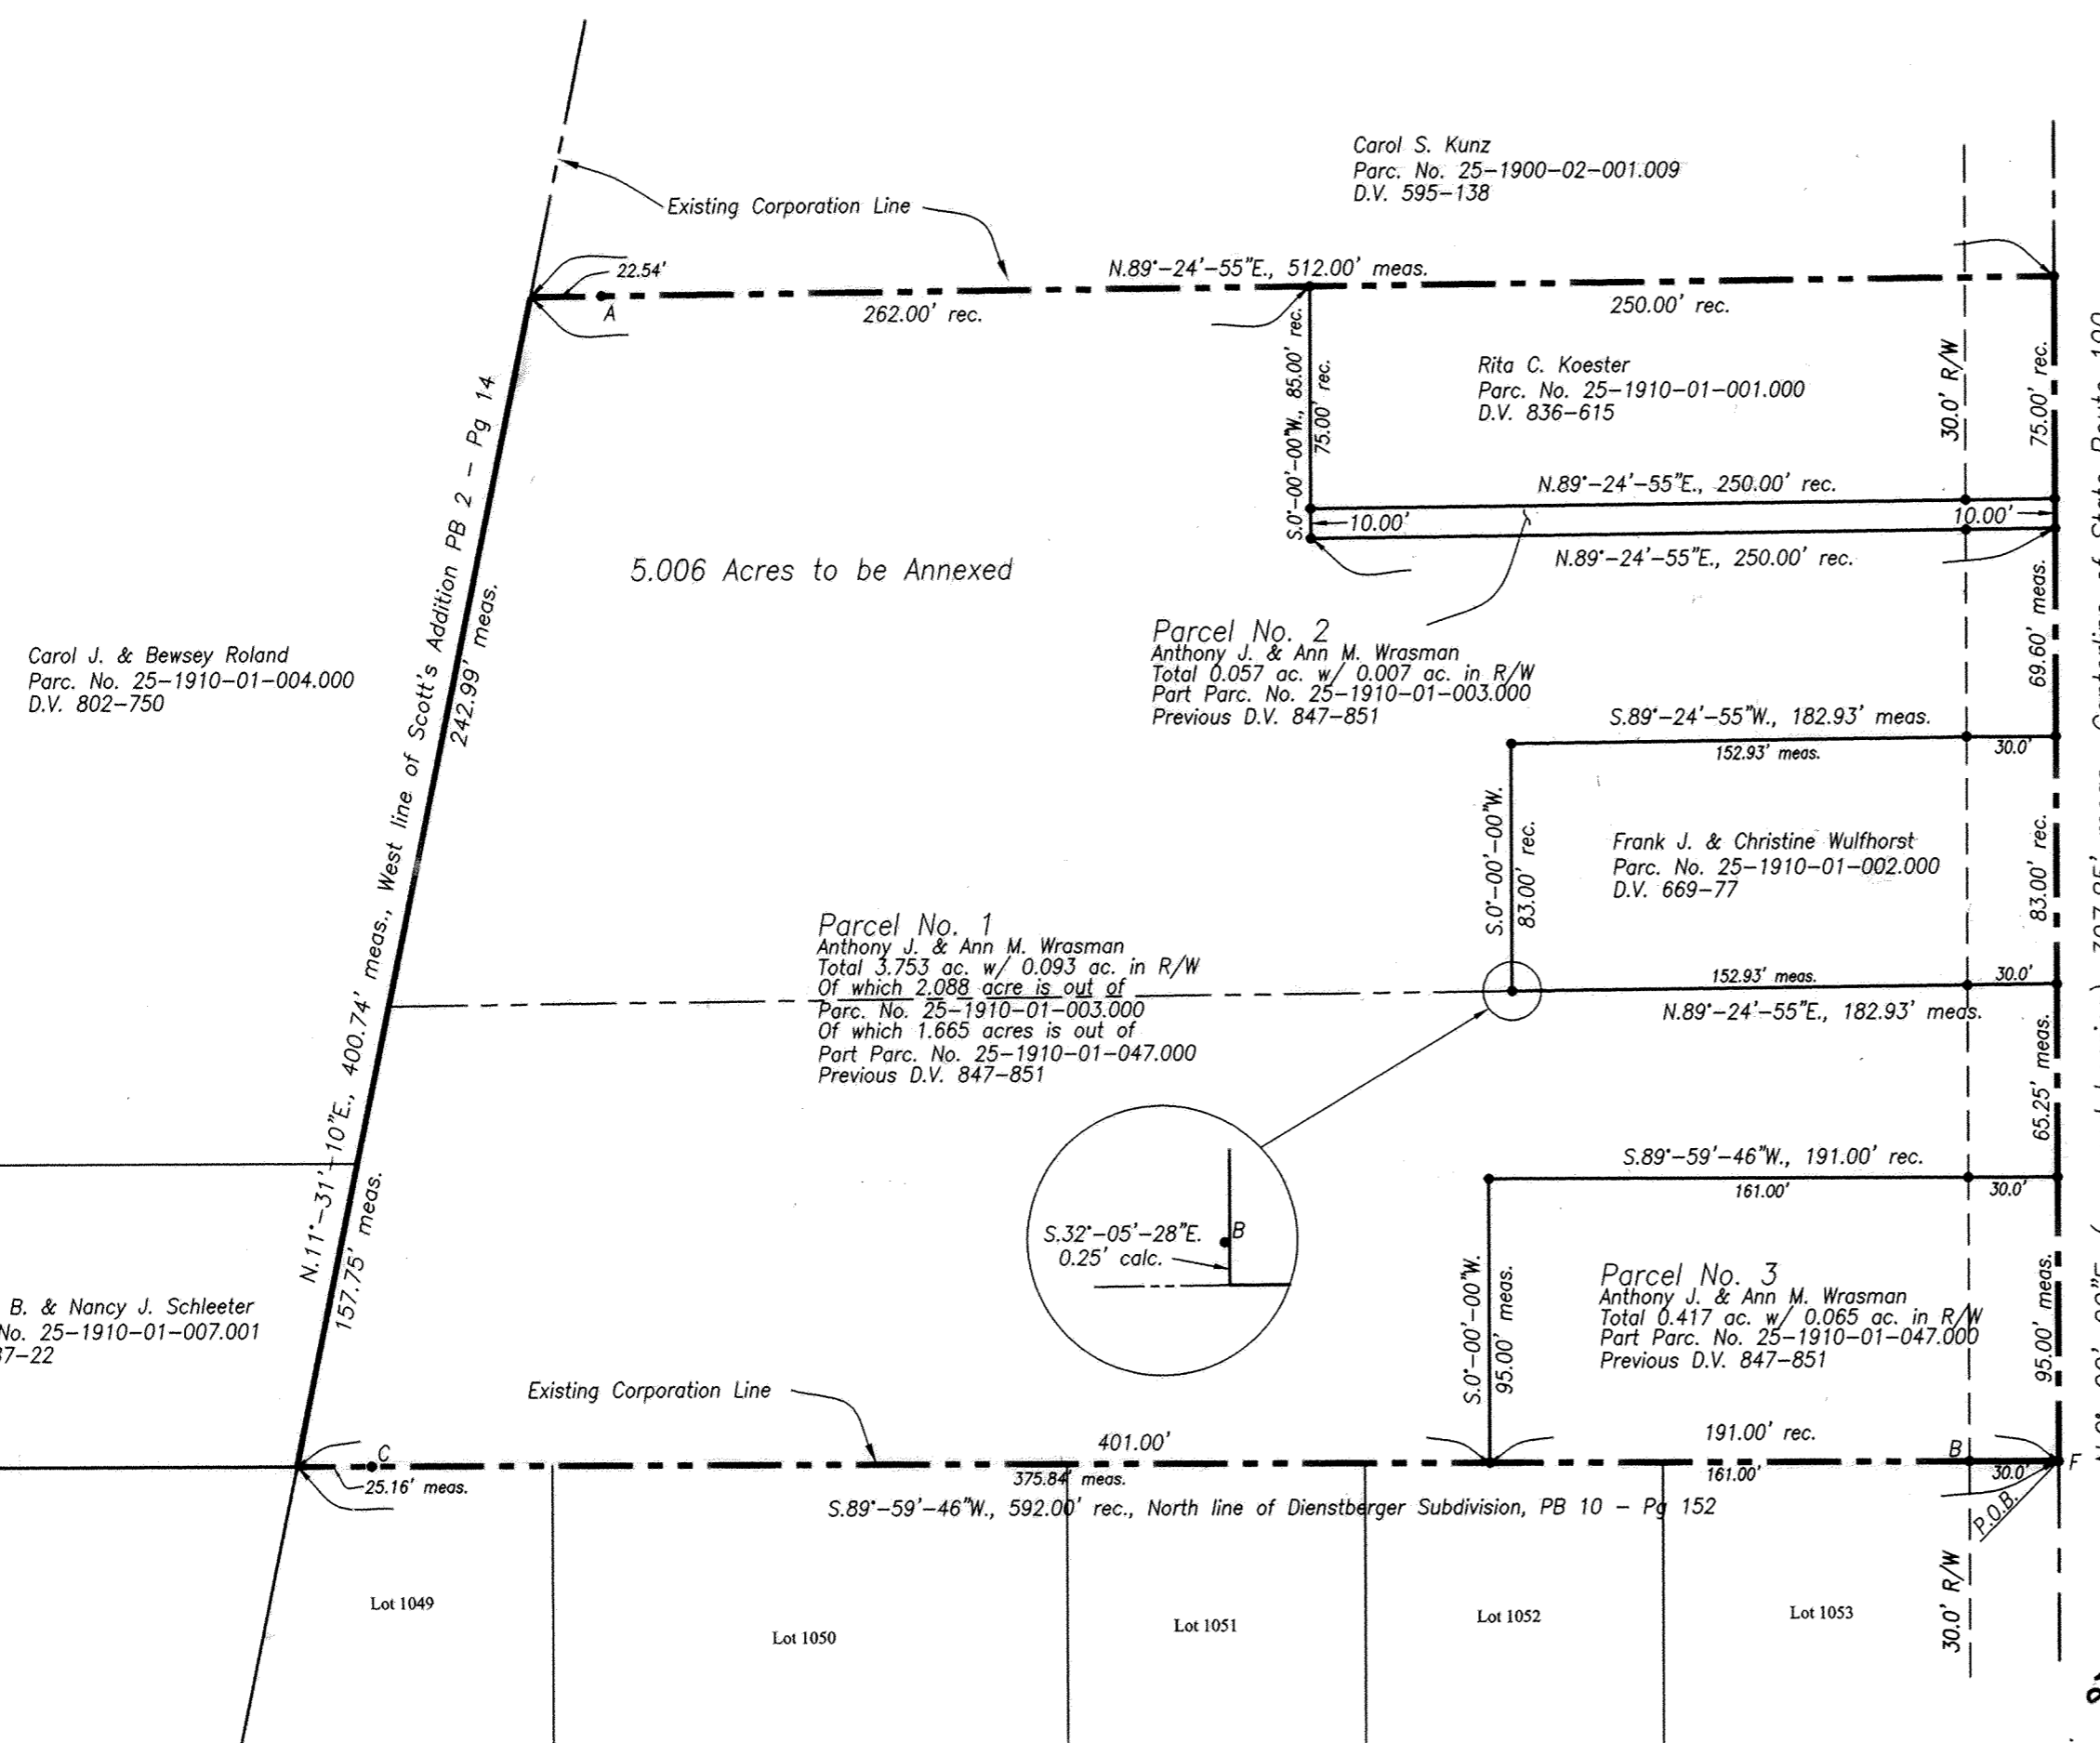 Carol S. Kunz
Parc. No. 25-1900-02-001.009
D.V. 595-138
Existing Corporation Line
22.54'
A
N.89°-24'-55"E., 512.00' meas.
262.00' rec.
250.00' rec.
S.0°-00'-00"W., 85.00' rec.
75.00' rec.
Rita C. Koester
Parc. No. 25-1910-01-001.000
D.V. 836-615
30.0' R/W
75.00' rec.
N.89°-24'-55"E., 250.00' rec.
10.00'
10.00'
N.89°-24'-55"E., 250.00' rec.
5.006 Acres to be Annexed
N.11°-31'-10"E., 400.74' meas., West line of Scott's Addition PB 2 - Pg 14
242.99' meas.
157.75' meas.
Carol J. & Bewsey Roland
Parc. No. 25-1910-01-004.000
D.V. 802-750
Parcel No. 2
Anthony J. & Ann M. Wrasman
Total 0.057 ac. w/ 0.007 ac. in R/W
Part Parc. No. 25-1910-01-003.000
Previous D.V. 847-851
69.60' meas.
S.89°-24'-55"W., 182.93' meas.
152.93' meas.
30.0'
S.0°-00'-00"W.
83.00' rec.
Frank J. & Christine Wulfhorst
Parc. No. 25-1910-01-002.000
D.V. 669-77
83.00' rec.
152.93' meas.
30.0'
N.89°-24'-55"E., 182.93' meas.
Parcel No. 1
Anthony J. & Ann M. Wrasman
Total 3.753 ac. w/ 0.093 ac. in R/W
Of which 2.088 acre is out of
Parc. No. 25-1910-01-003.000
Of which 1.665 acres is out of
Part Parc. No. 25-1910-01-047.000
Previous D.V. 847-851
65.25' meas.
S.32°-05'-28"E.
0.25' calc.
B
S.89°-59'-46"W., 191.00' rec.
161.00'
30.0'
S.0°-00'-00"W.
95.00' meas.
Parcel No. 3
Anthony J. & Ann M. Wrasman
Total 0.417 ac. w/ 0.065 ac. in R/W
Part Parc. No. 25-1910-01-047.000
Previous D.V. 847-851
95.00' meas.
B. & Nancy J. Schleeter
No. 25-1910-01-007.001
37-22
Existing Corporation Line
C
25.16' meas.
401.00'
375.84' meas.
191.00' rec.
161.00'
B
30.0'
F
P.O.B.
S.89°-59'-46"W., 592.00' rec., North line of Dienstberger Subdivision, PB 10 - Pg 152
30.0' R/W
Lot 1049
Lot 1050
Lot 1051
Lot 1052
Lot 1053